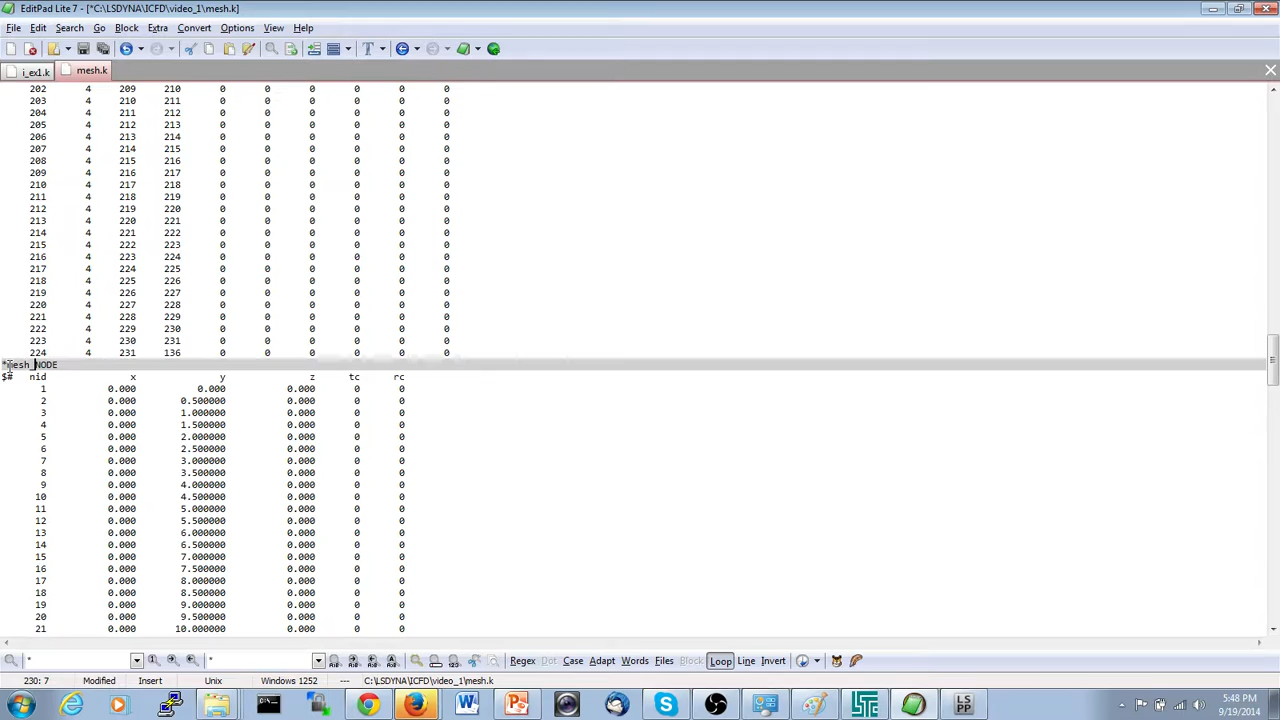 EditPad Lite 7 - [*C:\LSDYNA\ICFD\video_1\mesh.k]
File Edit Search Go Block Extra Convert Options View Help
i_ex1.k mesh.k
202 4 209 210 0 0 0 0 0 0
203 4 210 211 0 0 0 0 0 0
204 4 211 212 0 0 0 0 0 0
205 4 212 213 0 0 0 0 0 0
206 4 213 214 0 0 0 0 0 0
207 4 214 215 0 0 0 0 0 0
208 4 215 216 0 0 0 0 0 0
209 4 216 217 0 0 0 0 0 0
210 4 217 218 0 0 0 0 0 0
211 4 218 219 0 0 0 0 0 0
212 4 219 220 0 0 0 0 0 0
213 4 220 221 0 0 0 0 0 0
214 4 221 222 0 0 0 0 0 0
215 4 222 223 0 0 0 0 0 0
216 4 223 224 0 0 0 0 0 0
217 4 224 225 0 0 0 0 0 0
218 4 225 226 0 0 0 0 0 0
219 4 226 227 0 0 0 0 0 0
220 4 227 228 0 0 0 0 0 0
221 4 228 229 0 0 0 0 0 0
222 4 229 230 0 0 0 0 0 0
223 4 230 231 0 0 0 0 0 0
224 4 231 136 0 0 0 0 0 0
*mesh_NODE
$# nid x y z tc rc
1 0.000 0.000 0.000 0 0
2 0.000 0.500000 0.000 0 0
3 0.000 1.000000 0.000 0 0
4 0.000 1.500000 0.000 0 0
5 0.000 2.000000 0.000 0 0
6 0.000 2.500000 0.000 0 0
7 0.000 3.000000 0.000 0 0
8 0.000 3.500000 0.000 0 0
9 0.000 4.000000 0.000 0 0
10 0.000 4.500000 0.000 0 0
11 0.000 5.000000 0.000 0 0
12 0.000 5.500000 0.000 0 0
13 0.000 6.000000 0.000 0 0
14 0.000 6.500000 0.000 0 0
15 0.000 7.000000 0.000 0 0
16 0.000 7.500000 0.000 0 0
17 0.000 8.000000 0.000 0 0
18 0.000 8.500000 0.000 0 0
19 0.000 9.000000 0.000 0 0
20 0.000 9.500000 0.000 0 0
21 0.000 10.000000 0.000 0 0
* * Regex Dot Case Adapt Words Files Block Loop Line Invert
230: 7 Modified Insert Unix Windows 1252 --- C:\LSDYNA\ICFD\video_1\mesh.k
5:48 PM
9/19/2014